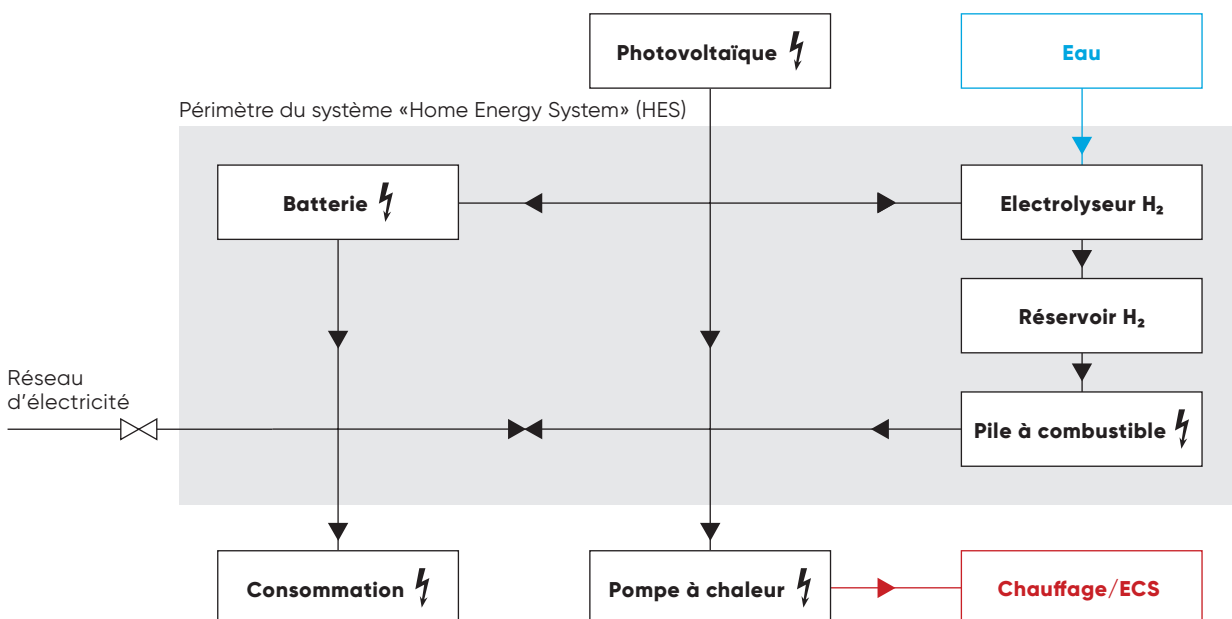 Photovoltaïque
Eau
Périmètre du système «Home Energy System» (HES)
Batterie
Electrolyseur H₂
Réservoir H₂
Réseau
d'électricité
Pile à combustible
Consommation
Pompe à chaleur
Chauffage/ECS